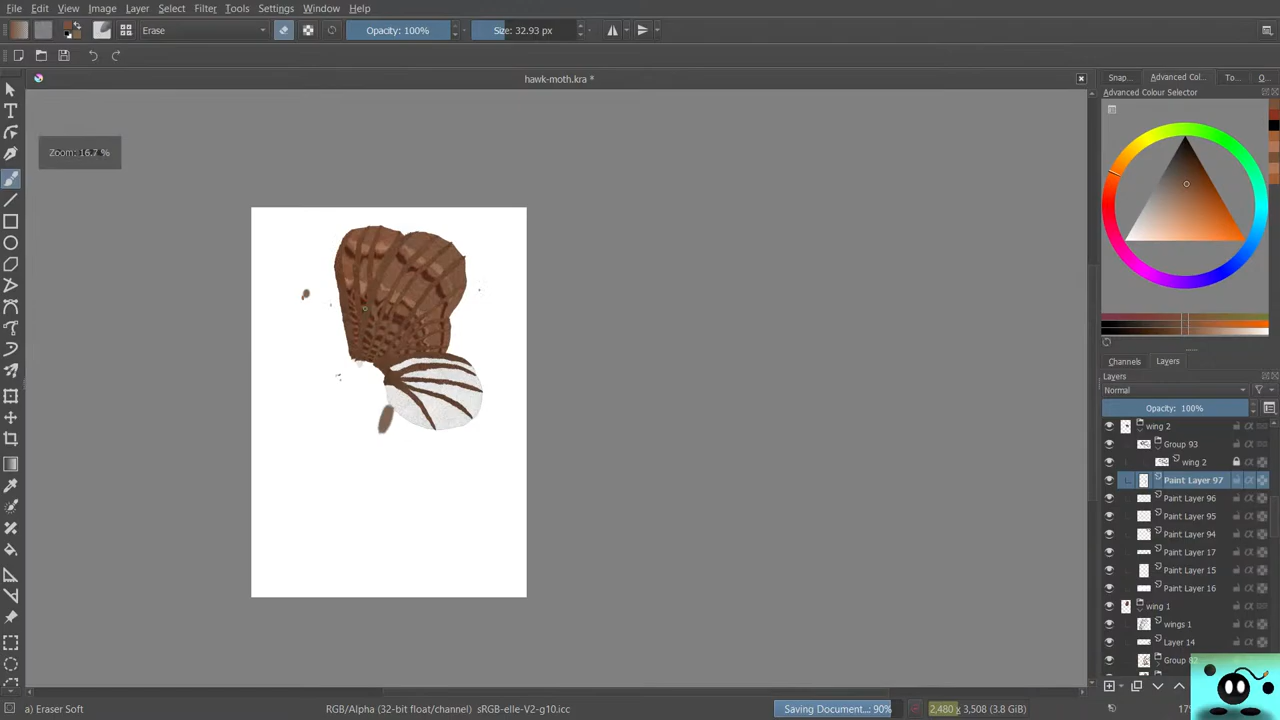 File Edit View Image Layer Select Filter Tools Settings Window Help
Erase Opacity: 100% Size: 32.93 px
hawk-moth.kra *
Snap... Advanced Col... To... Q...
Advanced Colour Selector
Zoom: 16.7 %
Channels Layers
Layers
Normal
Opacity: 100%
wing 2
Group 93
wing 2
Paint Layer 97
Paint Layer 96
Paint Layer 95
Paint Layer 94
Paint Layer 17
Paint Layer 15
Paint Layer 16
wing 1
wings 1
Layer 14
Group 82
a) Eraser Soft RGB/Alpha (32-bit float/channel) sRGB-elle-V2-g10.icc Saving Document...: 90% 2,480 x 3,508 (3.8 GiB) 17%